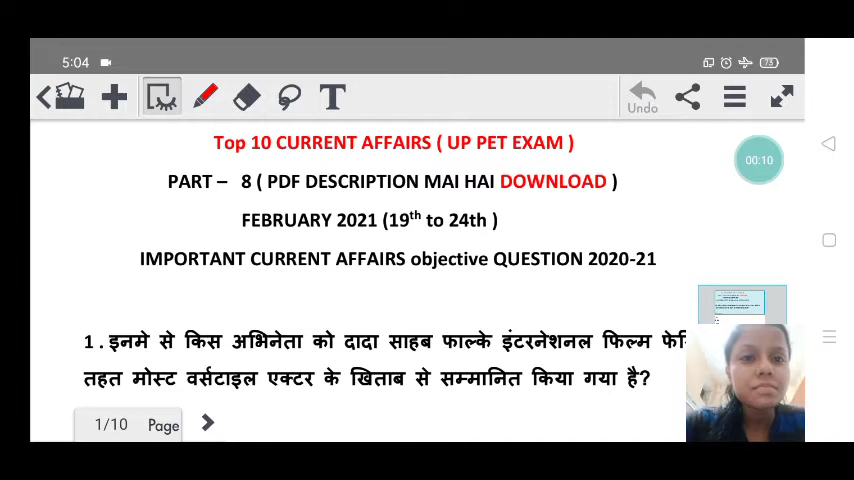 5:04
73
T
Undo
Top 10 CURRENT AFFAIRS ( UP PET EXAM )
00:10
PART – 8 ( PDF DESCRIPTION MAI HAI DOWNLOAD )
FEBRUARY 2021 (19th to 24th )
IMPORTANT CURRENT AFFAIRS objective QUESTION 2020-21
1 . इनमे से किस अभिनेता को दादा साहब फाल्के इंटरनेशनल फिल्म
तहत मोस्ट वर्सटाइल एक्टर के खिताब से सम्मानित किया गया है?
1/10 Page